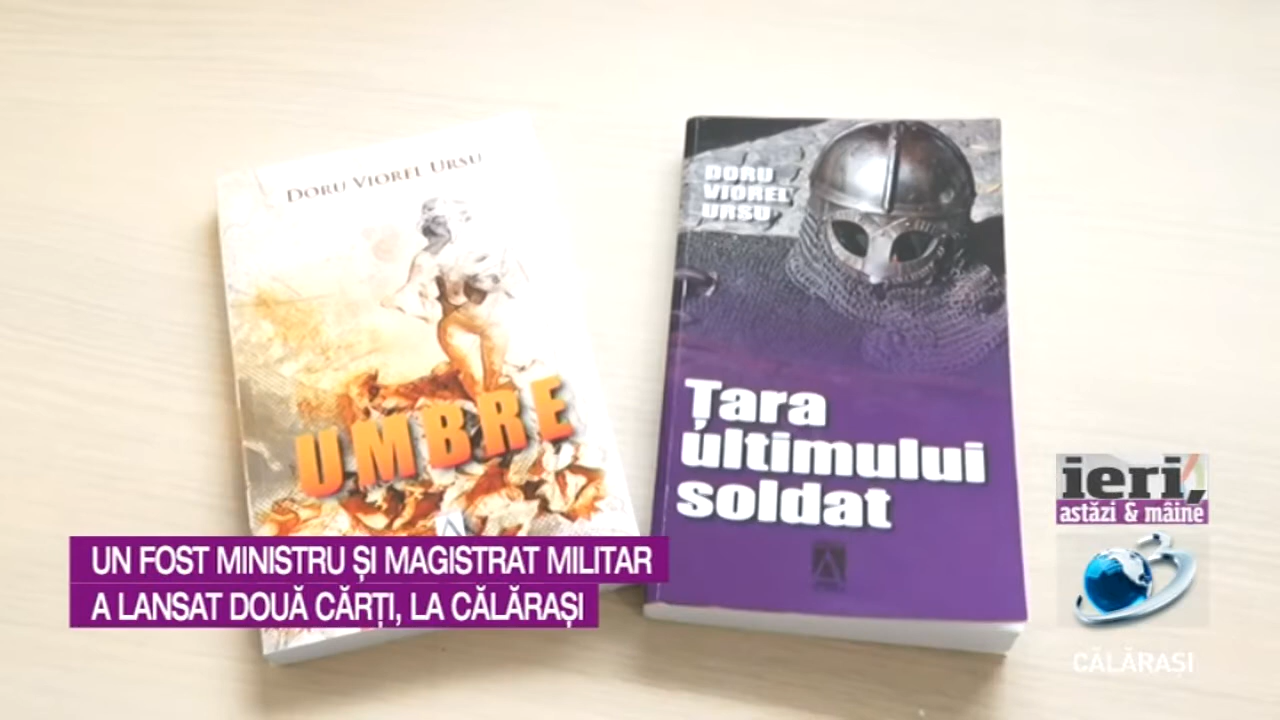 DORU VIOREL URSU
UMBRE
DORU
VIOREL
URSU
Țara
ultimului
soldat
UN FOST MINISTRU ȘI MAGISTRAT MILITAR
A LANSAT DOUĂ CĂRȚI, LA CĂLĂRAȘI
ieri,
astăzi & mâine
3
CĂLĂRAȘI